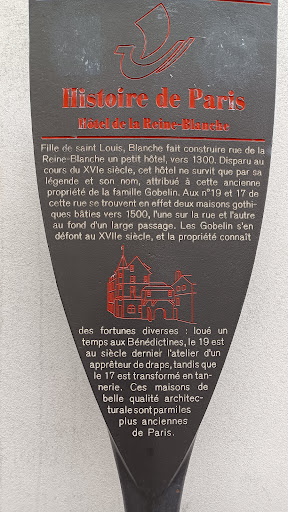 Histoire de Paris
Hôtel de la Reine-Blanche
Fille de saint Louis, Blanche fait construire rue de la
Reine-Blanche un petit hôtel, vers 1300. Disparu au
cours du XVIe siècle, cet hôtel ne survit que par sa
légende et son nom, attribué à cette ancienne
propriété de la famille Gobelin. Aux n°19 et 17 de
cette rue se trouvent en effet deux maisons gothi-
ques bâties vers 1500, l'une sur la rue et l'autre
au fond d'un large passage. Les Gobelin s'en
défont au XVIIe siècle, et la propriété connaît
des fortunes diverses : loué un
temps aux Bénédictines, le 19 est
au siècle dernier l'atelier d'un
apprêteur de draps, tandis que
le 17 est transformé en tan-
nerie. Ces maisons de
belle qualité architec-
turale sont parmi les
plus anciennes
de Paris.